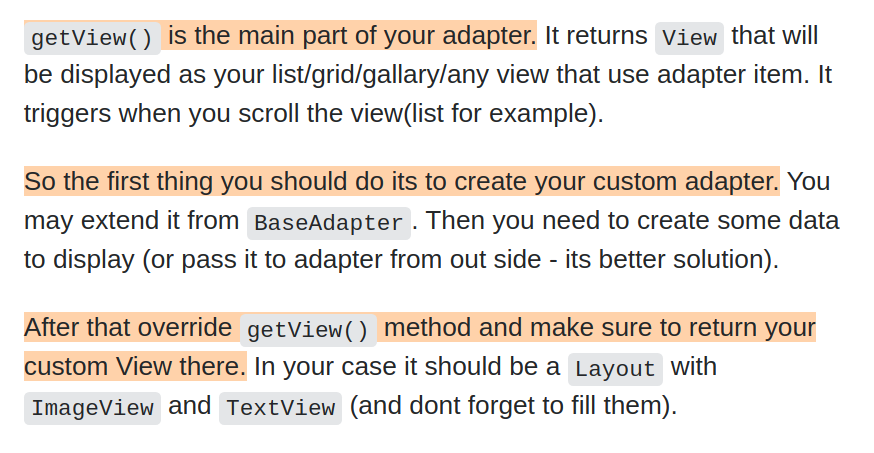 getView() is the main part of your adapter. It returns View that will
be displayed as your list/grid/gallary/any view that use adapter item. It
triggers when you scroll the view(list for example).
So the first thing you should do its to create your custom adapter. You
may extend it from BaseAdapter. Then you need to create some data
to display (or pass it to adapter from out side - its better solution).
After that override getView() method and make sure to return your
custom View there. In your case it should be a Layout with
ImageView and TextView (and dont forget to fill them).